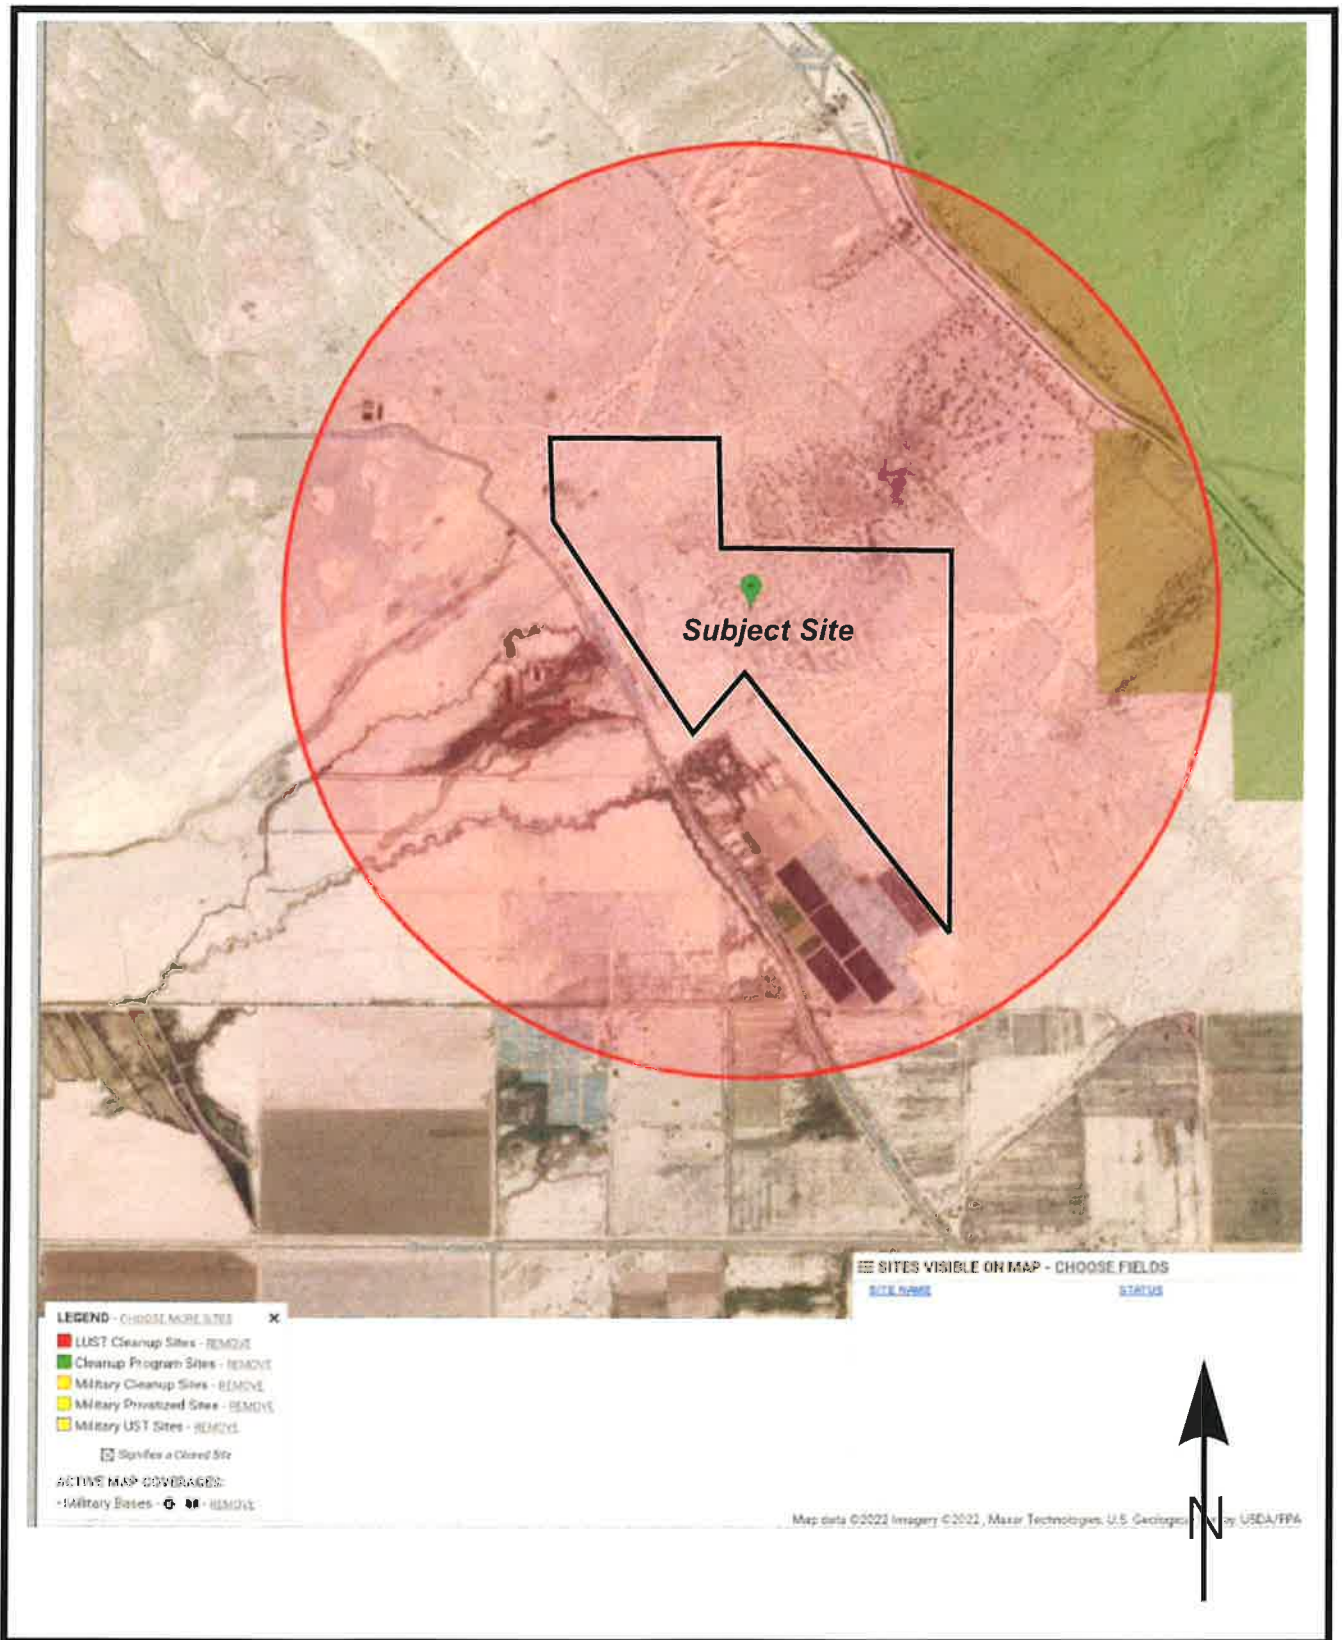 Subject Site
SITES VISIBLE ON MAP - CHOOSE FIELDS
SITE NAME STATUS
LEGEND - CHOOSE MORE SITES X
LUST Cleanup Sites - REMOVE
Cleanup Program Sites - REMOVE
Military Cleanup Sites - REMOVE
Military Privatized Sites - REMOVE
Military UST Sites - REMOVE
Signifies a Closed Site
ACTIVE MAP COVERAGES:
- Military Bases - - REMOVE
Map data ©2022 Imagery ©2022 , Maxar Technologies, U.S. Geological USDA/FPA
N